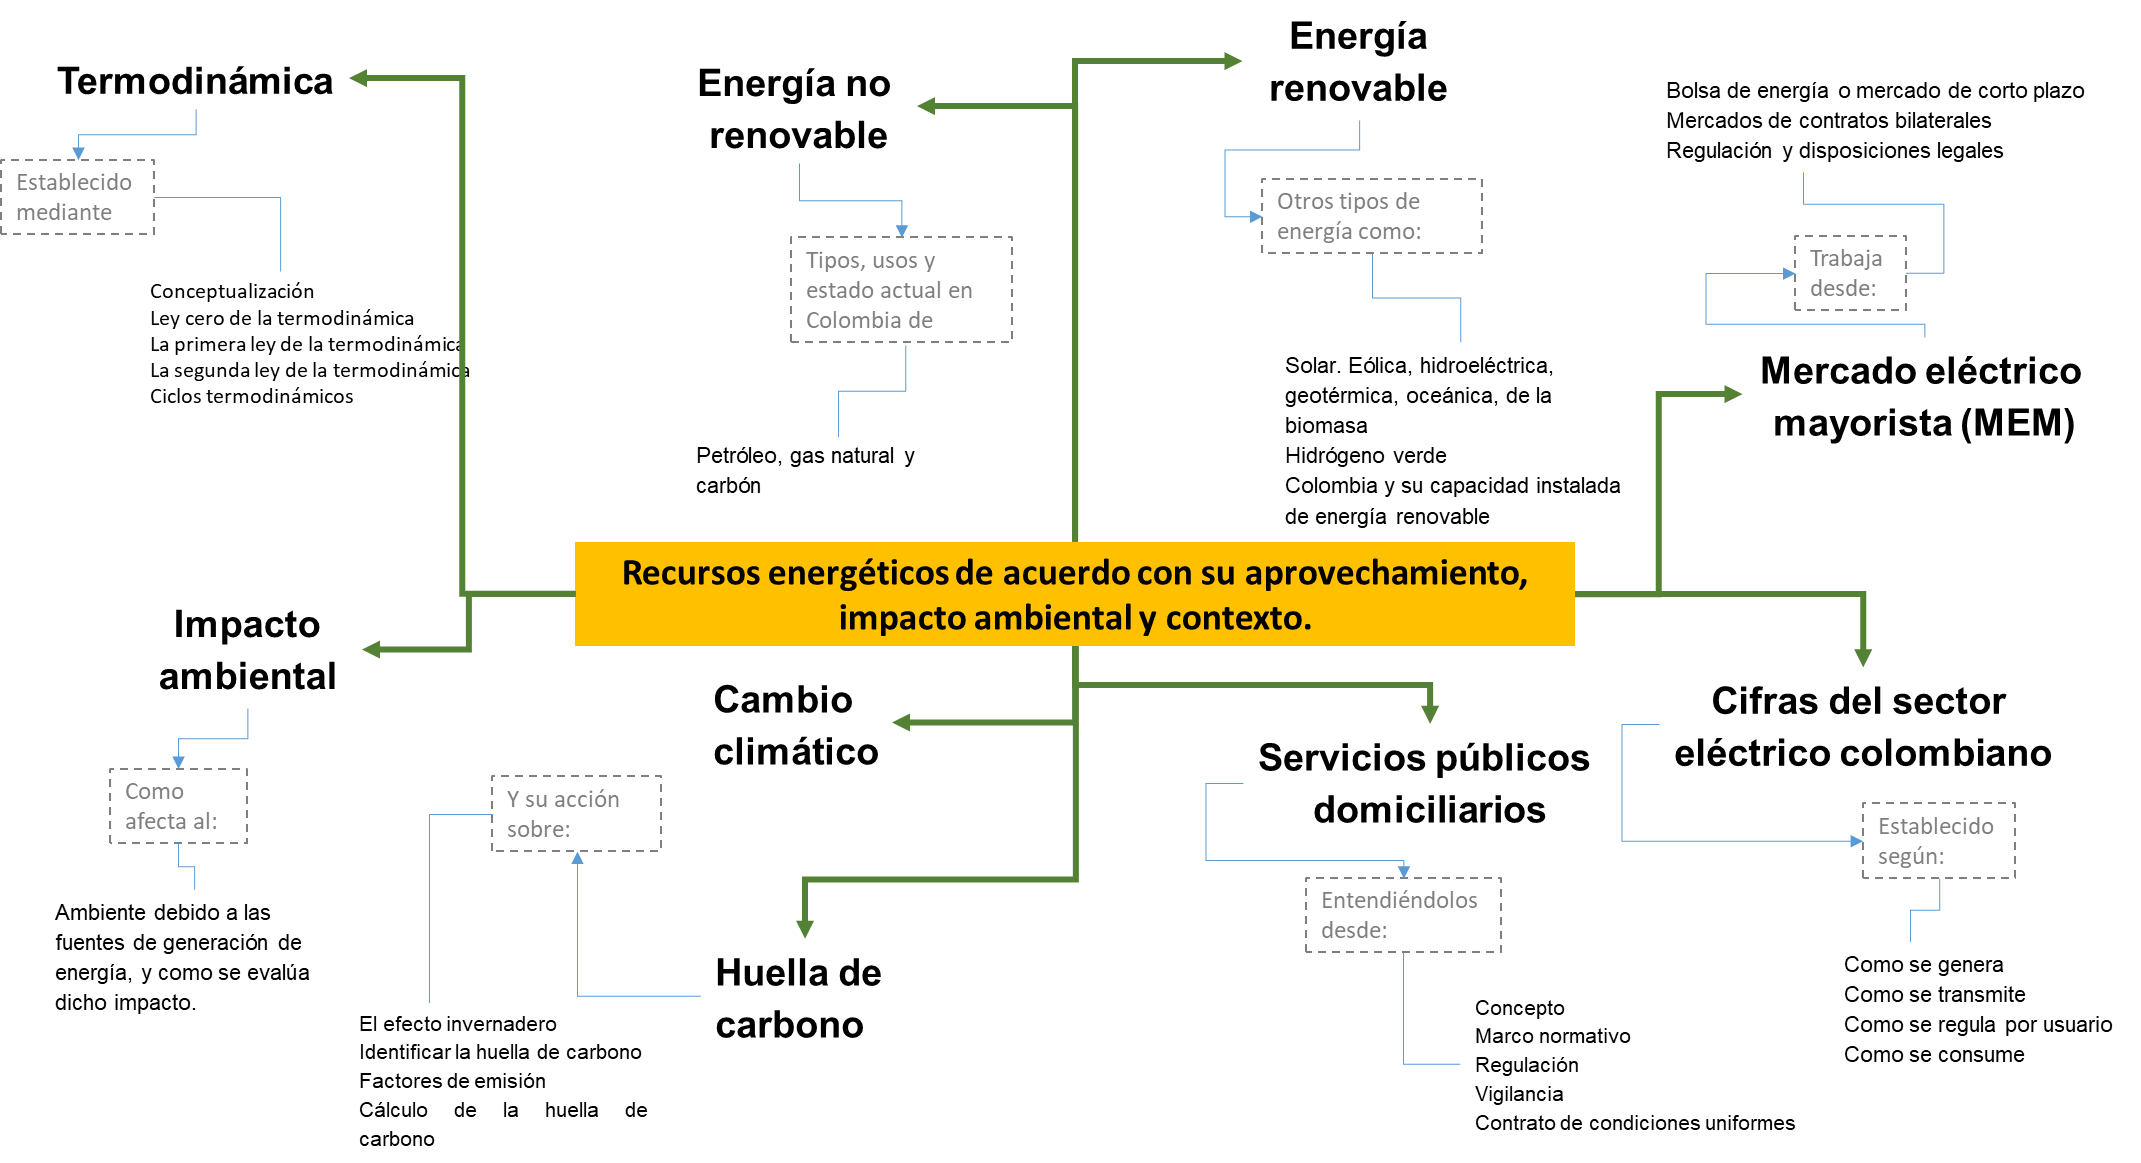 Termodinámica
Establecido
mediante
Conceptualización
Ley cero de la termodinámica
La primera ley de la termodinámica
La segunda ley de la termodinámica
Ciclos termodinámicos
Energía no
renovable
Tipos, usos y
estado actual en
Colombia de
Petróleo, gas natural y
carbón
Energía
renovable
Otros tipos de
energía como:
Solar. Eólica, hidroeléctrica,
geotérmica, oceánica, de la
biomasa
Hidrógeno verde
Colombia y su capacidad instalada
de energía renovable
Bolsa de energía o mercado de corto plazo
Mercados de contratos bilaterales
Regulación y disposiciones legales
Trabaja
desde:
Mercado eléctrico
mayorista (MEM)
Recursos energéticos de acuerdo con su aprovechamiento,
impacto ambiental y contexto.
Impacto
ambiental
Como
afecta al:
Ambiente debido a las
fuentes de generación de
energía, y como se evalúa
dicho impacto.
Cambio
climático
Y su acción
sobre:
Huella de
carbono
El efecto invernadero
Identificar la huella de carbono
Factores de emisión
Cálculo de la huella de
carbono
Servicios públicos
domiciliarios
Entendiéndolos
desde:
Concepto
Marco normativo
Regulación
Vigilancia
Contrato de condiciones uniformes
Cifras del sector
eléctrico colombiano
Establecido
según:
Como se genera
Como se transmite
Como se regula por usuario
Como se consume